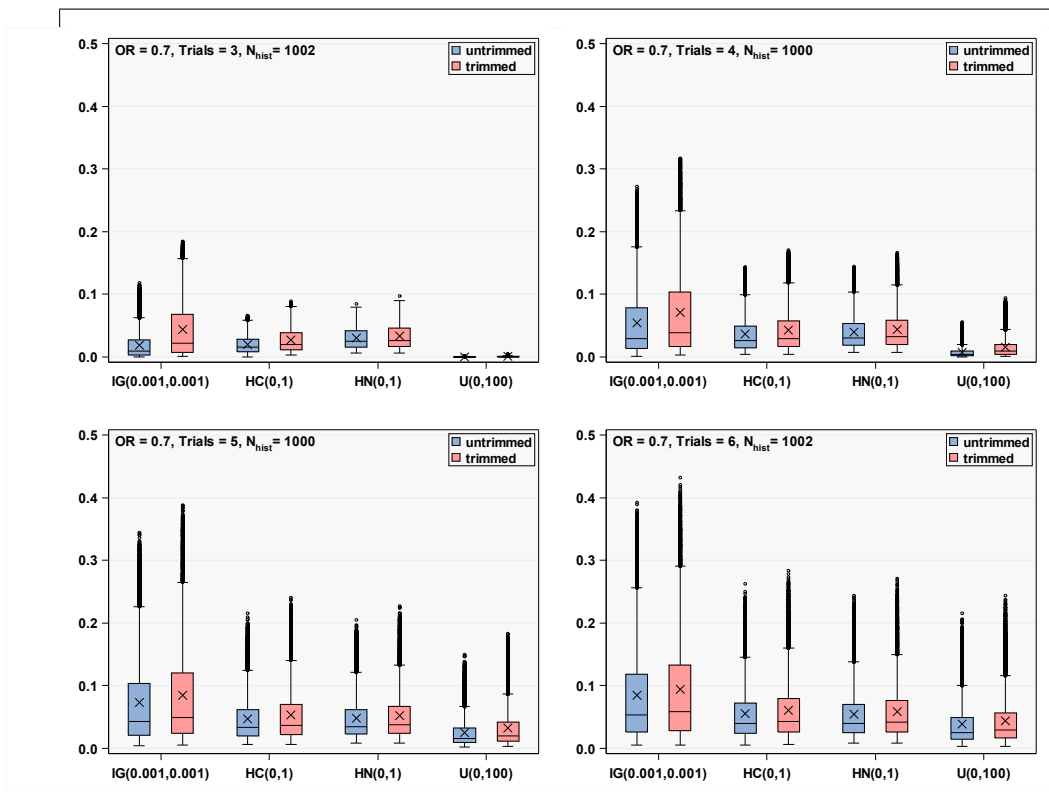 OR = 0.7, Trials = 3, N_hist = 1002
untrimmed
trimmed
0.5
0.4
0.3
0.2
0.1
0.0
IG(0.001,0.001) HC(0,1) HN(0,1) U(0,100)
OR = 0.7, Trials = 4, N_hist = 1000
untrimmed
trimmed
0.5
0.4
0.3
0.2
0.1
0.0
IG(0.001,0.001) HC(0,1) HN(0,1) U(0,100)
OR = 0.7, Trials = 5, N_hist = 1000
untrimmed
trimmed
0.5
0.4
0.3
0.2
0.1
0.0
IG(0.001,0.001) HC(0,1) HN(0,1) U(0,100)
OR = 0.7, Trials = 6, N_hist = 1002
untrimmed
trimmed
0.5
0.4
0.3
0.2
0.1
0.0
IG(0.001,0.001) HC(0,1) HN(0,1) U(0,100)